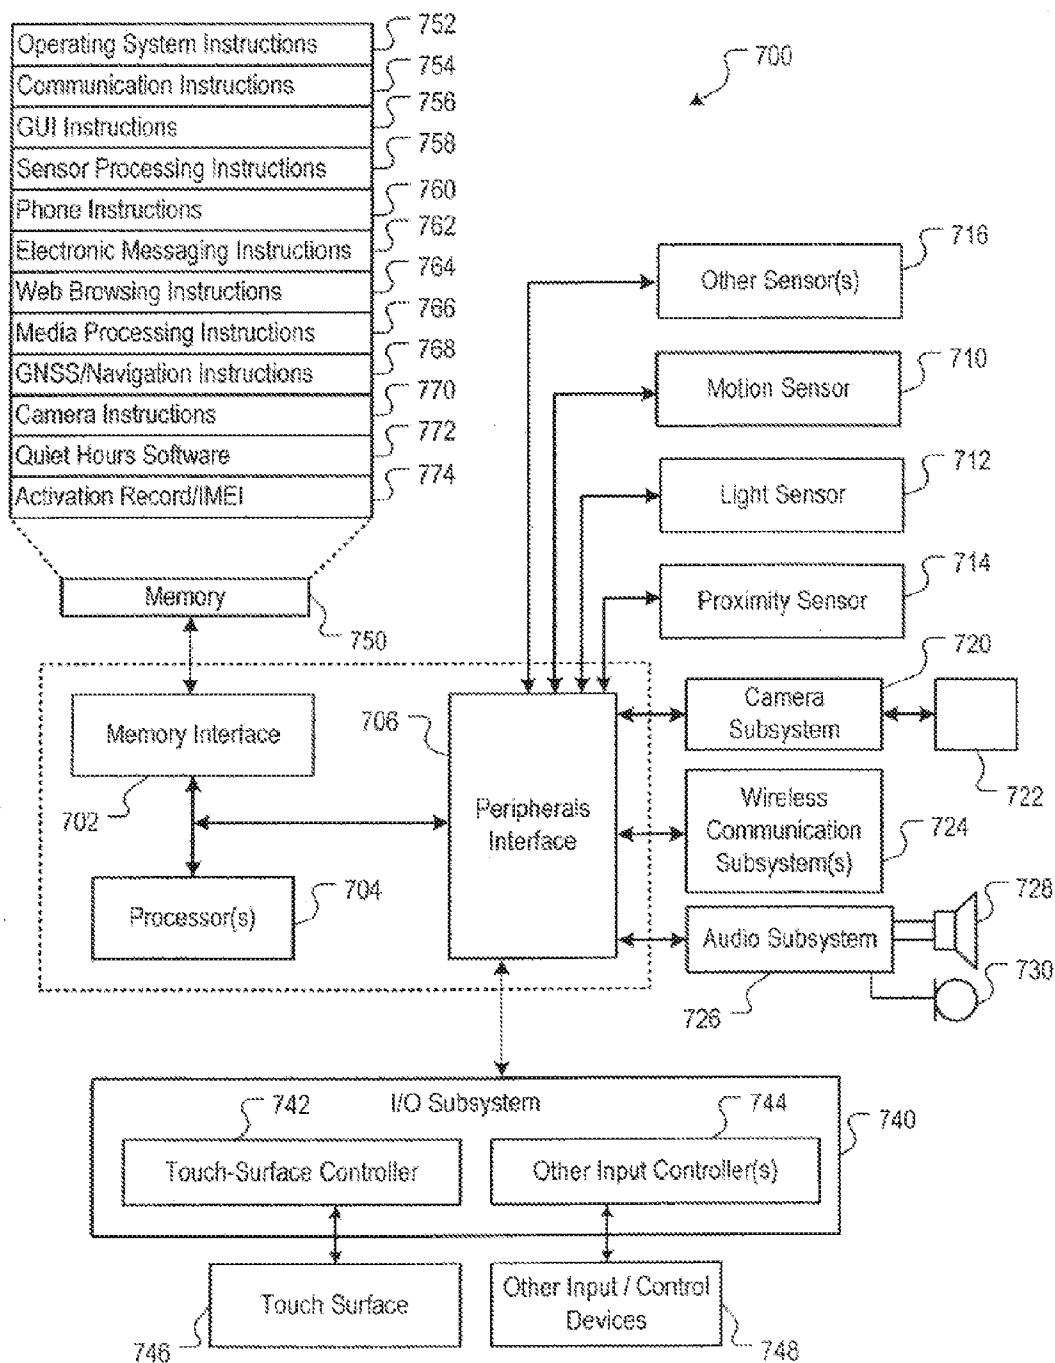 752
Operating System Instructions
754
Communication Instructions
756
GUI Instructions
758
Sensor Processing Instructions
760
Phone Instructions
762
Electronic Messaging Instructions
764
Web Browsing Instructions
766
Media Processing Instructions
768
GNSS/Navigation Instructions
770
Camera Instructions
772
Quiet Hours Software
774
Activation Record/IMEI
Memory
750
700
716
Other Sensor(s)
710
Motion Sensor
712
Light Sensor
714
Proximity Sensor
720
Camera
Subsystem
722
Memory Interface
702
706
Peripherals
Interface
Wireless
Communication
Subsystem(s)
724
Processor(s)
704
Audio Subsystem
726
728
730
I/O Subsystem
740
742
Touch-Surface Controller
744
Other Input Controller(s)
Touch Surface
746
Other Input / Control
Devices
748